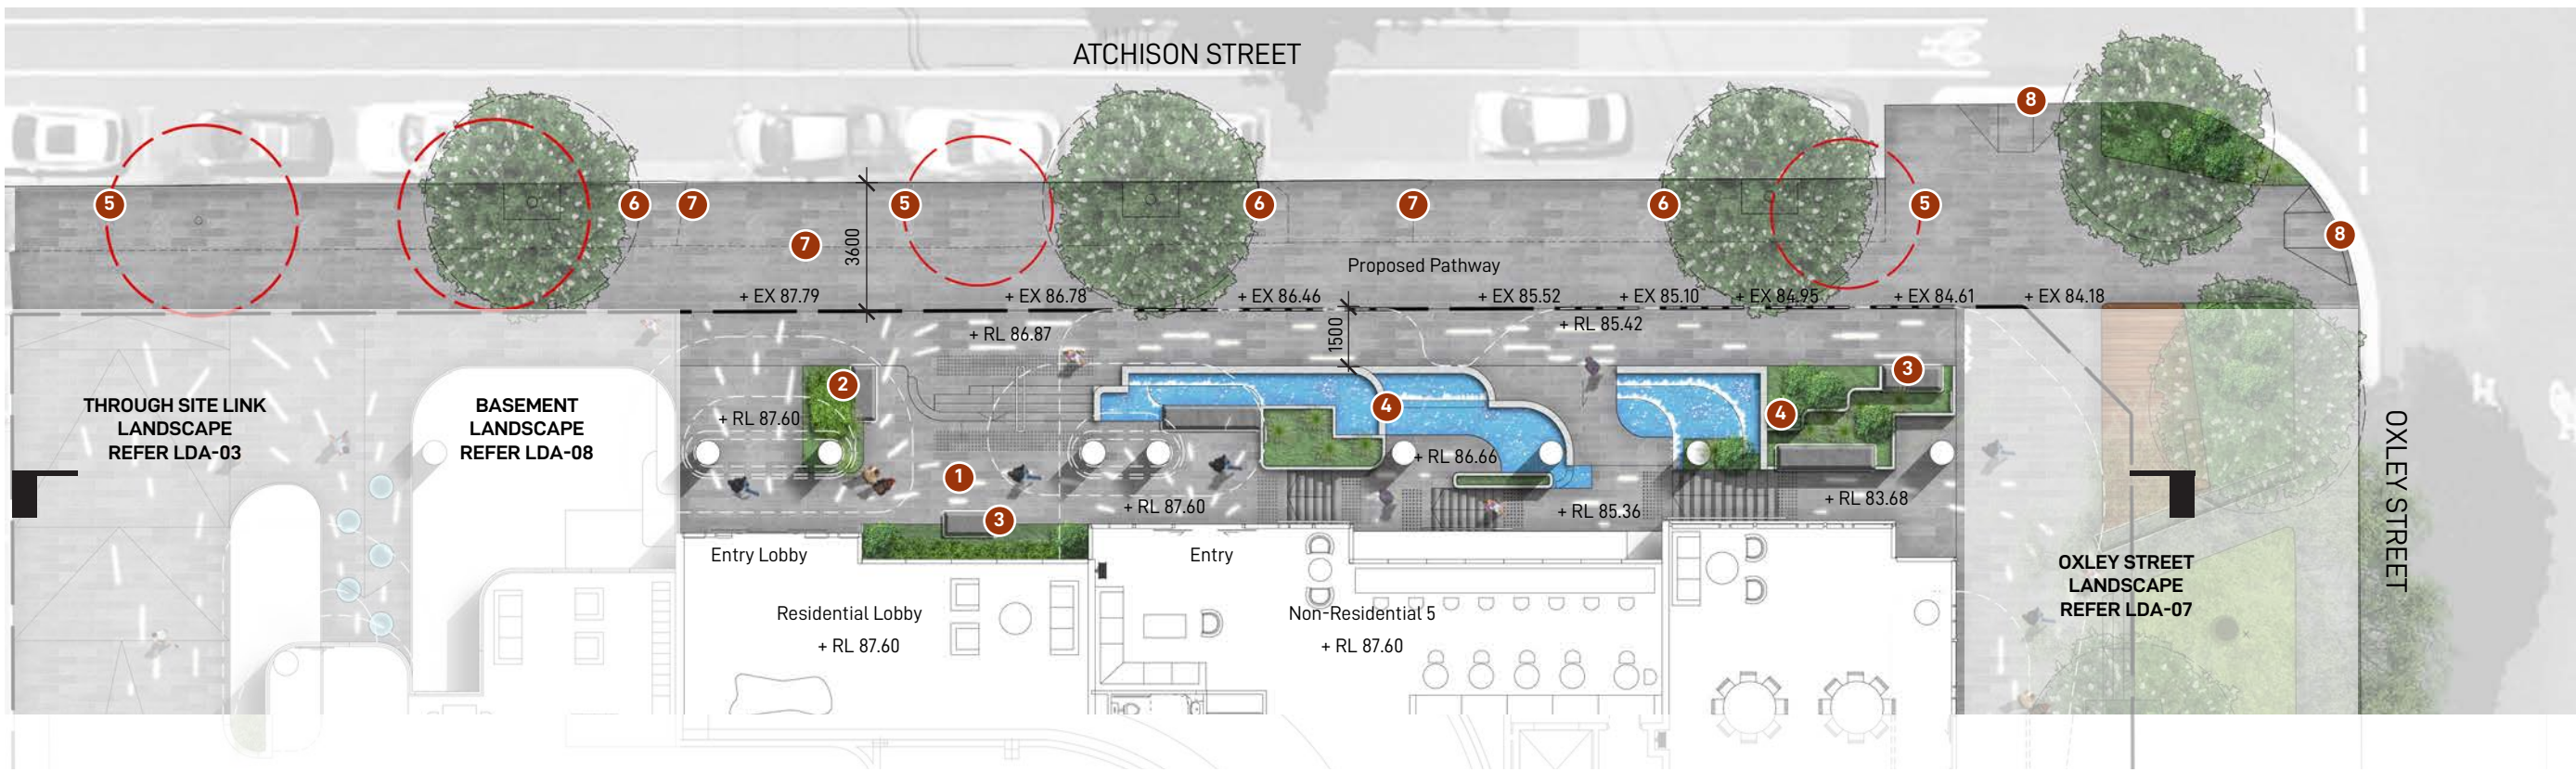 ATCHISON STREET
8
5
6
7
5
6
7
6
5
8
7
3600
Proposed Pathway
+ EX 87.79
+ EX 86.78
+ EX 86.46
+ EX 85.52
+ EX 85.10
+ EX 84.95
+ EX 84.61
+ EX 84.18
+ RL 86.87
1500
+ RL 85.42
THROUGH SITE LINK
LANDSCAPE
REFER LDA-03
BASEMENT
LANDSCAPE
REFER LDA-08
2
+ RL 87.60
4
4
3
OXLEY STREET
1
+ RL 86.66
3
+ RL 87.60
+ RL 85.36
+ RL 83.68
Entry Lobby
Entry
OXLEY STREET
LANDSCAPE
REFER LDA-07
Residential Lobby
+ RL 87.60
Non-Residential 5
+ RL 87.60